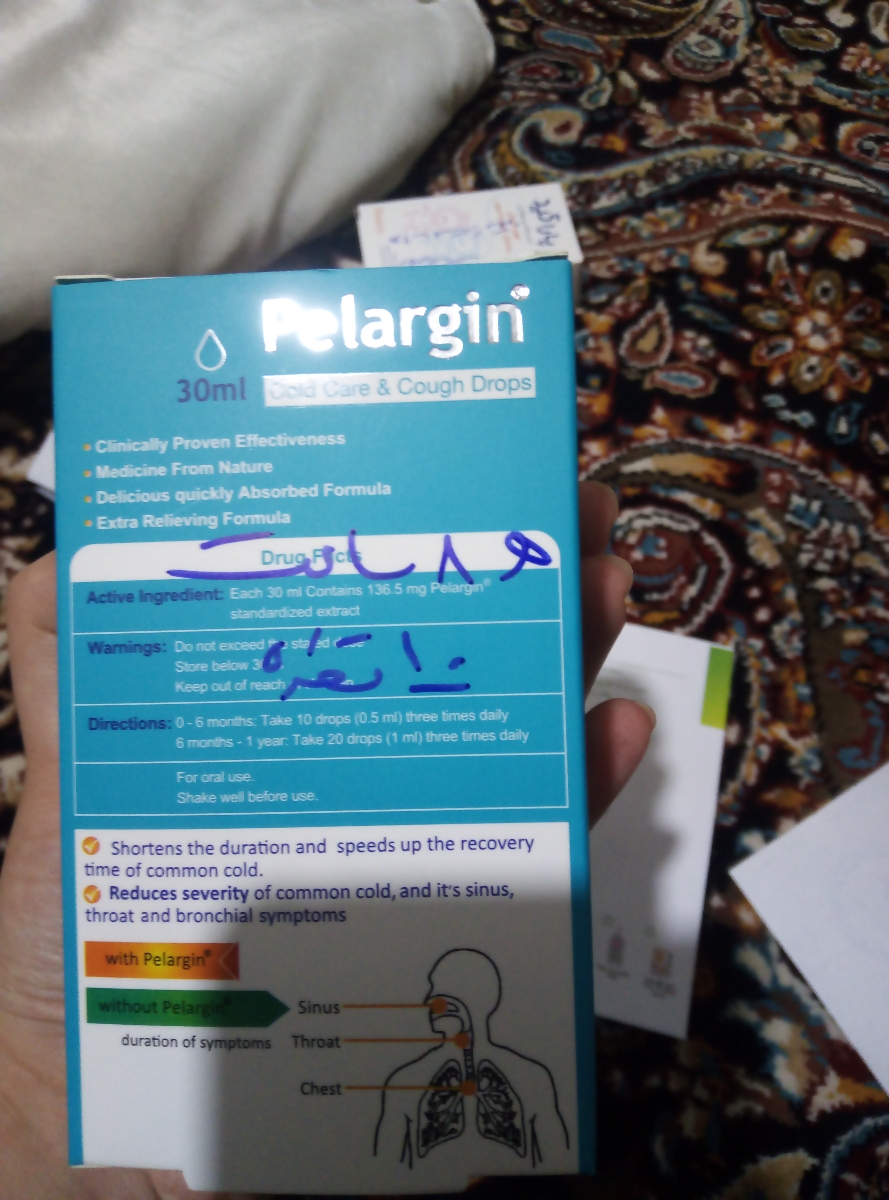 Pelargin®
30ml
Cold Care & Cough Drops
• Clinically Proven Effectiveness
• Medicine From Nature
• Delicious quickly Absorbed Formula
• Extra Relieving Formula
Drug Facts
هر ۸ ساعت
Active Ingredient: Each 30 ml Contains 136.5 mg Pelargin®
standardized extract
Warnings: Do not exceed the stated dose
Store below
Keep out of reach
۱۰ قطره
Directions: 0 - 6 months: Take 10 drops (0.5 ml) three times daily
6 months - 1 year: Take 20 drops (1 ml) three times daily
For oral use.
Shake well before use.
Shortens the duration and speeds up the recovery
time of common cold.
Reduces severity of common cold, and it's sinus,
throat and bronchial symptoms
with Pelargin®
without Pelargin®
duration of symptoms
Sinus
Throat
Chest